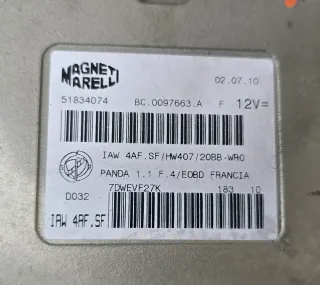 MAGNETI
MARELLI
02.07.10
51834074
BC.0097663.A F 12V=
IAW 4AF.SF/HW407/20BB-WR0
PANDA 1.1 F.4/EOBD FRANCIA
7DWEVF27K 183 10
D032
IAW 4AF.SF